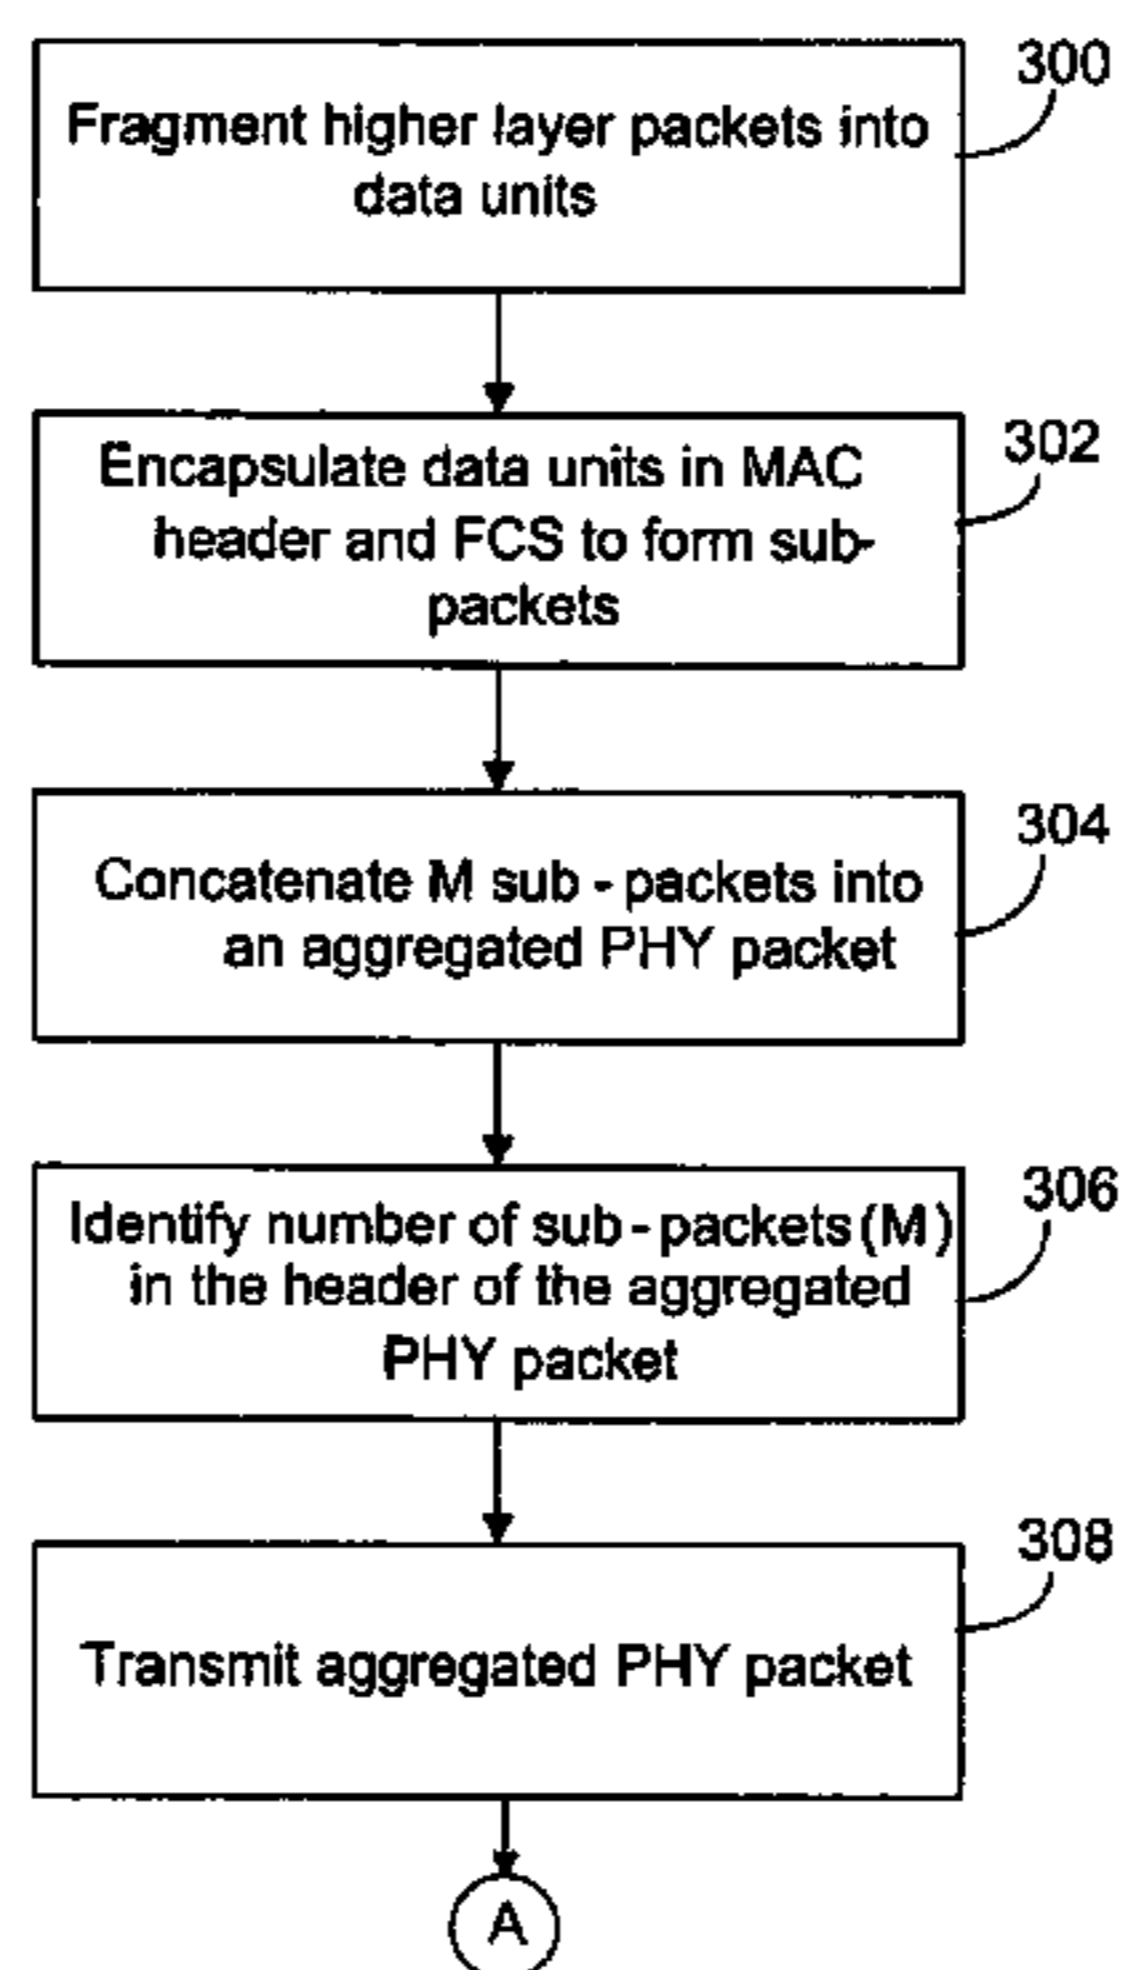 300
Fragment higher layer packets into
data units
302
Encapsulate data units in MAC
header and FCS to form sub-
packets
304
Concatenate M sub - packets into
an aggregated PHY packet
306
Identify number of sub - packets (M)
in the header of the aggregated
PHY packet
308
Transmit aggregated PHY packet
A